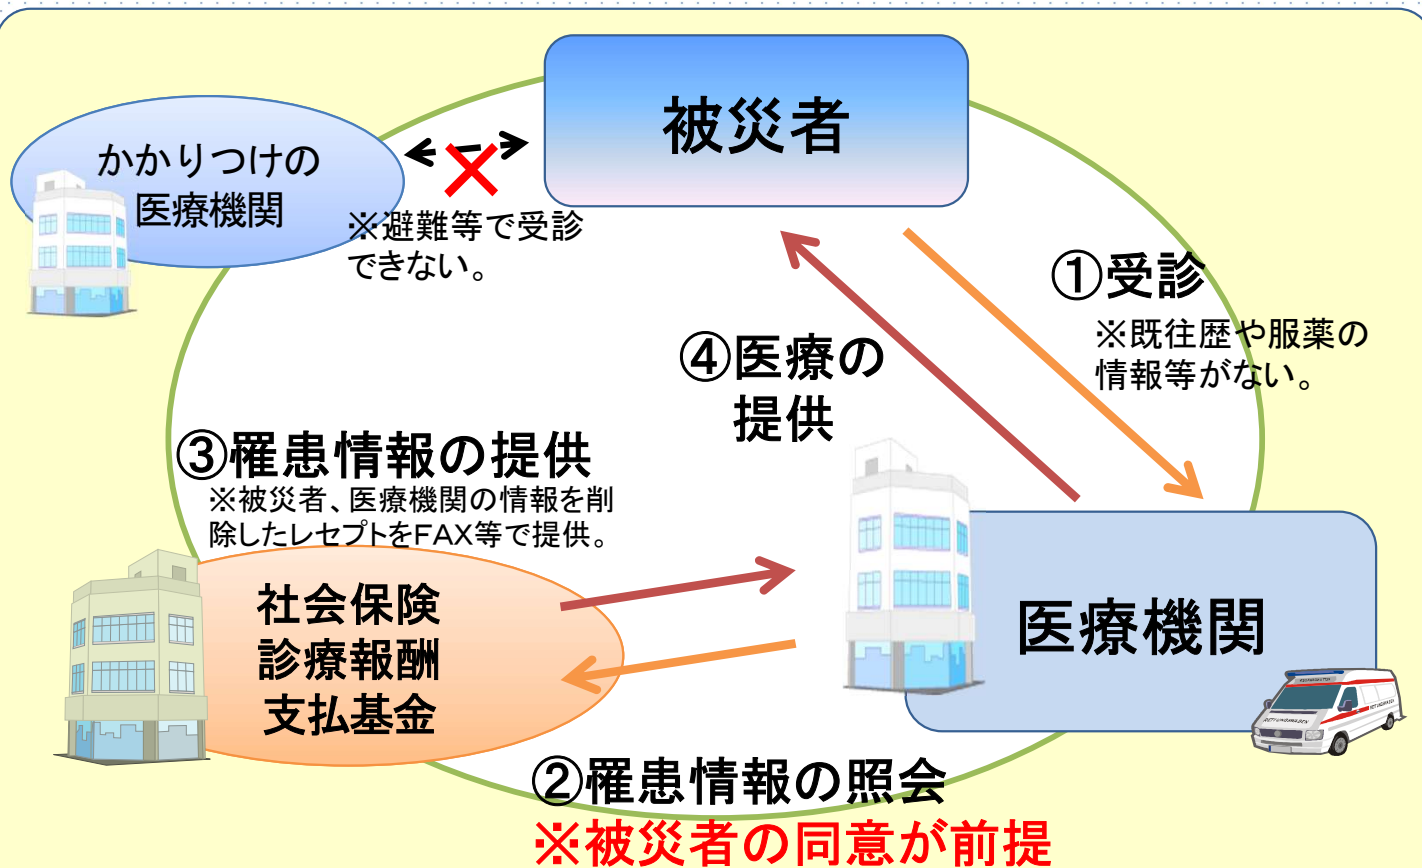 被災者
かかりつけの
医療機関
※避難等で受診
できない。
①受診
※既往歴や服薬の
情報等がない。
④医療の
提供
③罹患情報の提供
※被災者、医療機関の情報を削
除したレセプトをFAX等で提供。
社会保険
診療報酬
支払基金
医療機関
②罹患情報の照会
※被災者の同意が前提